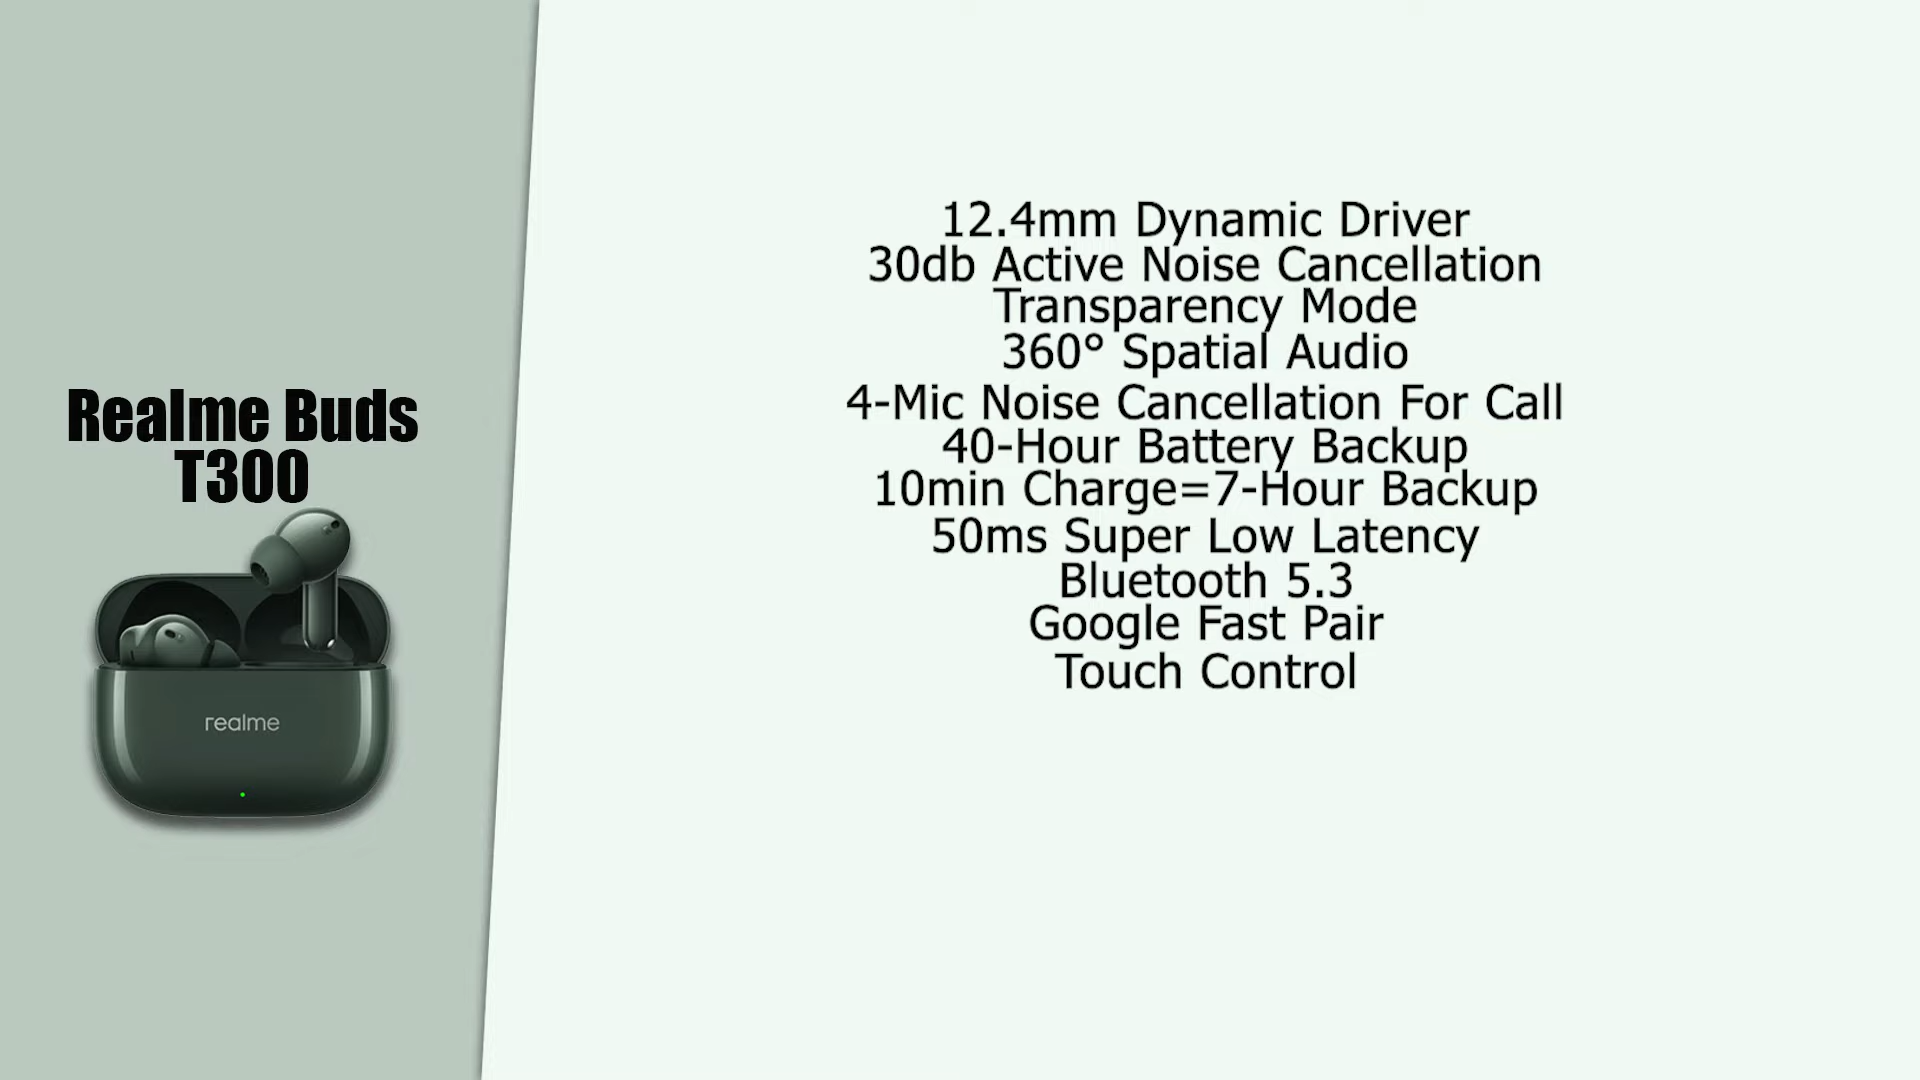 Realme Buds
T300
realme
12.4mm Dynamic Driver
30db Active Noise Cancellation
Transparency Mode
360° Spatial Audio
4-Mic Noise Cancellation For Call
40-Hour Battery Backup
10min Charge=7-Hour Backup
50ms Super Low Latency
Bluetooth 5.3
Google Fast Pair
Touch Control